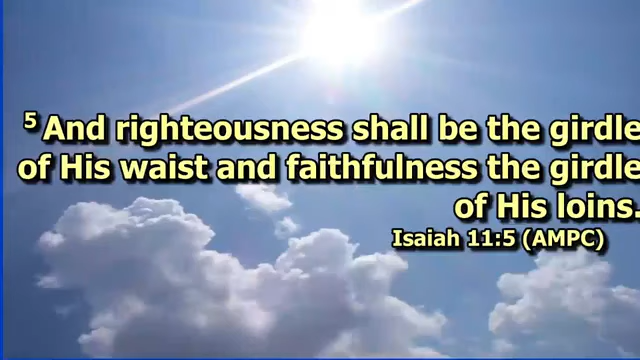 5 And righteousness shall be the girdle
of His waist and faithfulness the girdle
of His loins.
Isaiah 11:5 (AMPC)